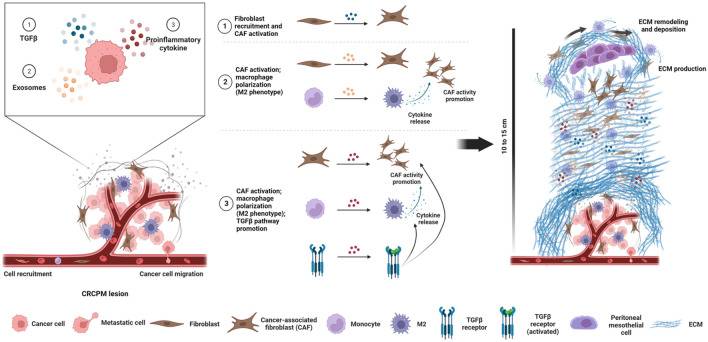 1
TGFβ
3
Proinflammatory
cytokine
2
Exosomes
Cell recruitment
Cancer cell migration
CRCPM lesion
1
Fibroblast
recruitment and
CAF activation
2
CAF activation;
macrophage
polarization
(M2 phenotype)
CAF activity
promotion
Cytokine
release
3
CAF activation;
macrophage
polarization
(M2 phenotype);
TGFβ pathway
promotion
CAF activity
promotion
Cytokine
release
10 to 15 cm
ECM remodeling
and deposition
ECM production
Cancer cell
Metastatic cell
Fibroblast
Cancer-associated
fibroblast (CAF)
Monocyte
M2
TGFβ
receptor
TGFβ
receptor
(activated)
Peritoneal
mesothelial
cell
ECM